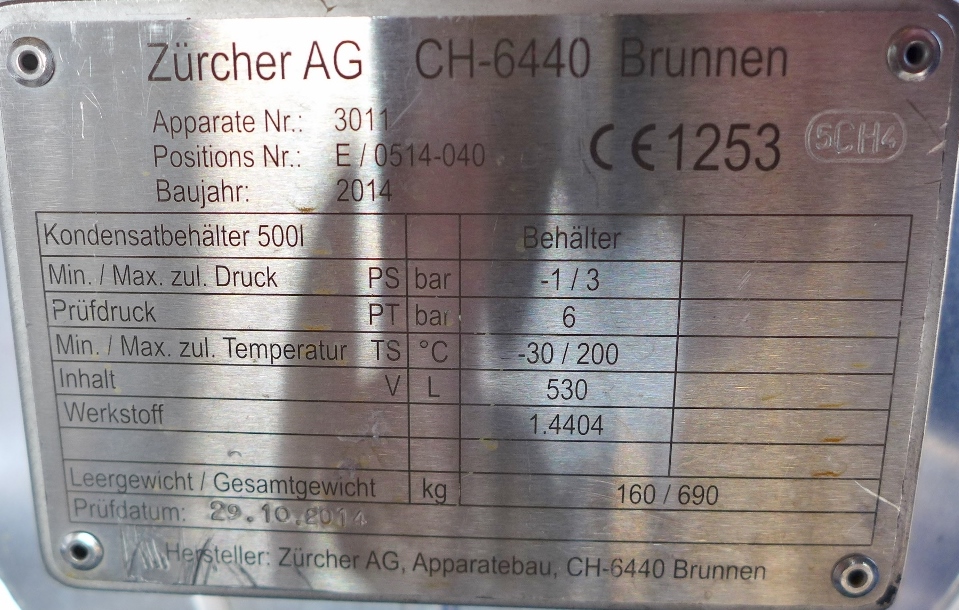 Zürcher AG CH-6440 Brunnen
Apparate Nr.: 3011
Positions Nr.: E / 0514-040
Baujahr: 2014
CE 1253 5CH4
Kondensatbehälter 500l Behälter
Min. / Max. zul. Druck PS bar -1 / 3
Prüfdruck PT bar 6
Min. / Max. zul. Temperatur TS °C -30 / 200
Inhalt V L 530
Werkstoff 1.4404
Leergewicht / Gesamtgewicht kg 160 / 690
Prüfdatum: 29.10.2014
Hersteller: Zürcher AG, Apparatebau, CH-6440 Brunnen